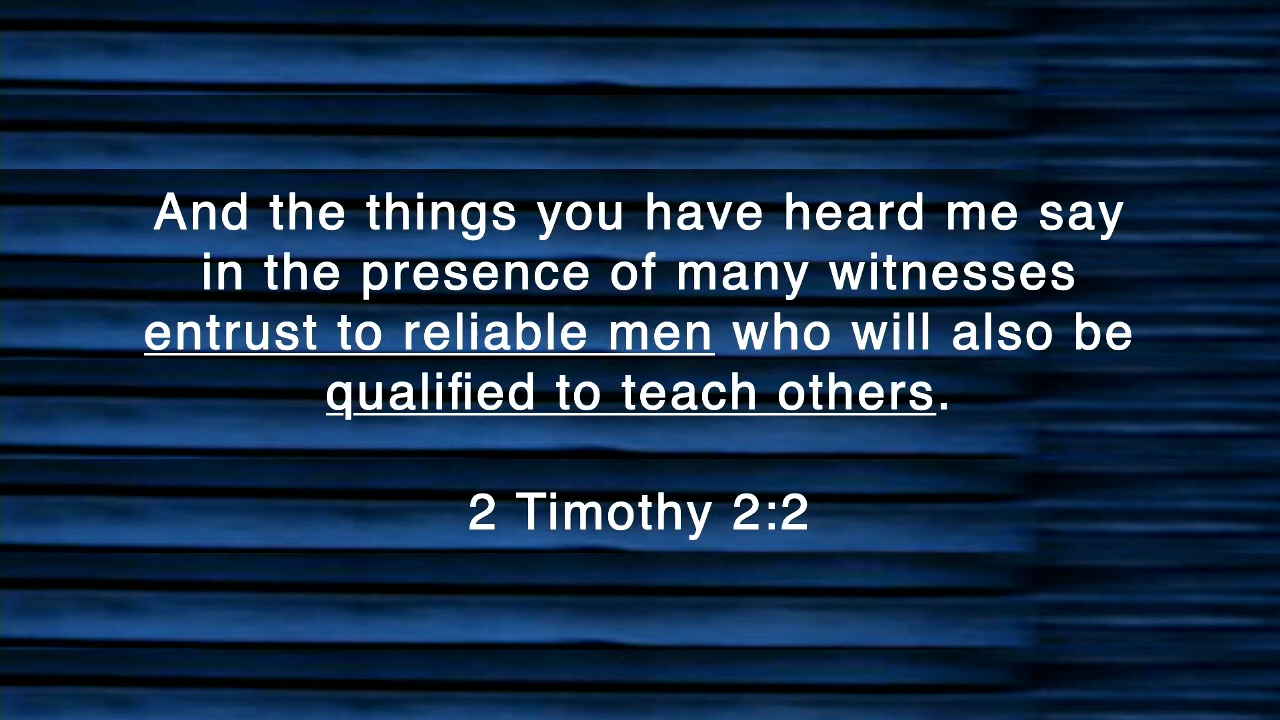 And the things you have heard me say
in the presence of many witnesses
entrust to reliable men who will also be
qualified to teach others.
2 Timothy 2:2